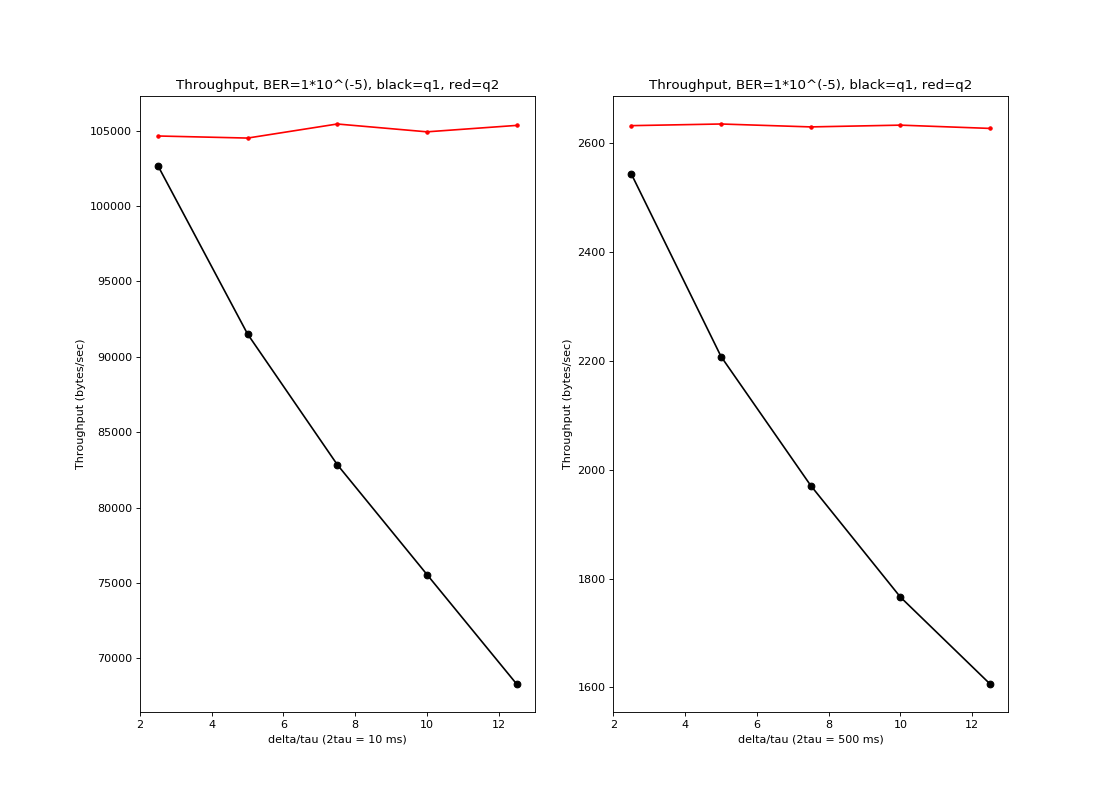 Throughput, BER=1*10^(-5), black=q1, red=q2
105000
100000
95000
90000
85000
80000
75000
70000
Throughput (bytes/sec)
2 4 6 8 10 12
delta/tau (2tau = 10 ms)
Throughput, BER=1*10^(-5), black=q1, red=q2
2600
2400
2200
2000
1800
1600
Throughput (bytes/sec)
2 4 6 8 10 12
delta/tau (2tau = 500 ms)